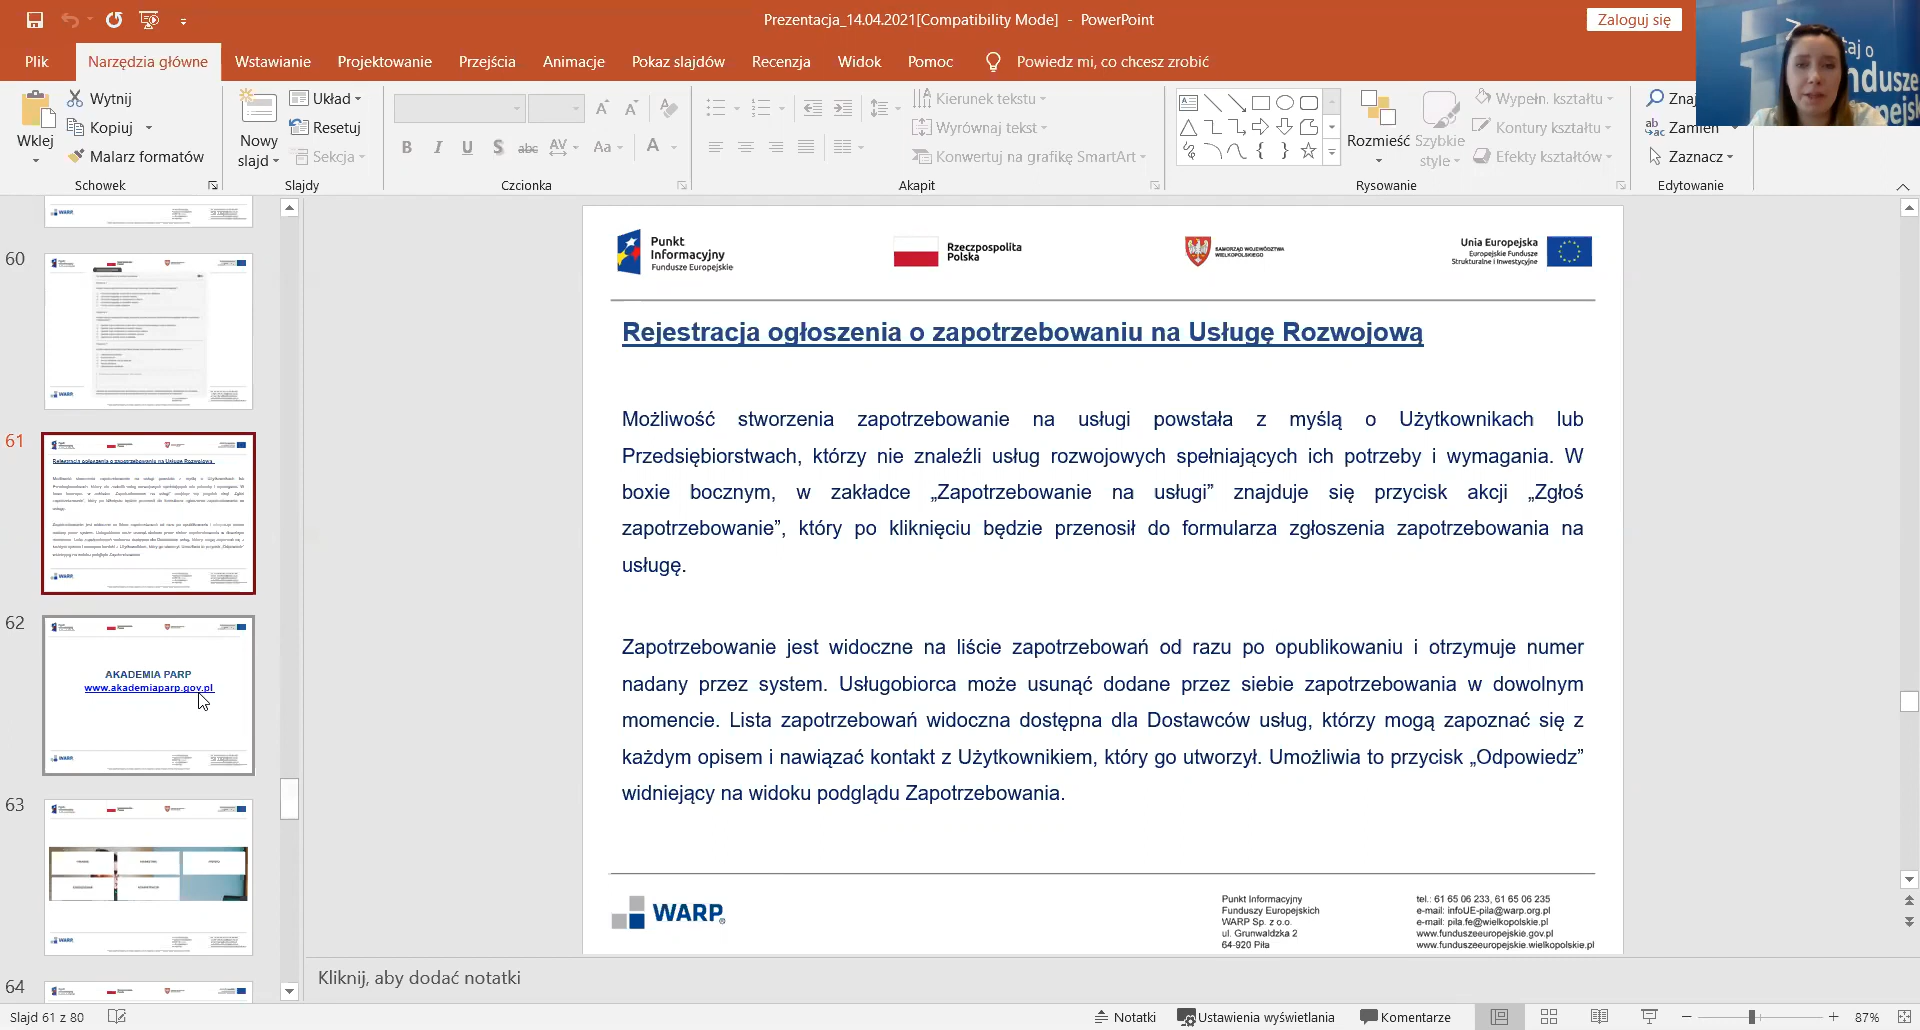 Prezentacja_14.04.2021[Compatibility Mode] - PowerPoint
Zaloguj się
Plik
Narzędzia główne
Wstawianie
Projektowanie
Przejścia
Animacje
Pokaz slajdów
Recenzja
Widok
Pomoc
Powiedz mi, co chcesz zrobić
Wklej
Wytnij
Kopiuj
Malarz formatów
Schowek
Nowy
slajd
Układ
Resetuj
Sekcja
Slajdy
Czcionka
Kierunek tekstu
Wyrównaj tekst
Konwertuj na grafikę SmartArt
Akapit
Rozmieść
Szybkie
style
Wypełn. kształtu
Kontury kształtu
Efekty kształtów
Rysowanie
Zamień
Zaznacz
Edytowanie
60
61
62
AKADEMIA PARP
www.akademiaparp.gov.pl
63
64
Punkt
Informacyjny
Fundusze Europejskie
Rzeczpospolita
Polska
SAMORZĄD WOJEWÓDZTWA
WIELKOPOLSKIEGO
Unia Europejska
Europejskie Fundusze
Strukturalne i Inwestycyjne
Rejestracja ogłoszenia o zapotrzebowaniu na Usługę Rozwojową
Możliwość stworzenia zapotrzebowanie na usługi powstała z myślą o Użytkownikach lub
Przedsiębiorstwach, którzy nie znaleźli usług rozwojowych spełniających ich potrzeby i wymagania. W
boxie bocznym, w zakładce „Zapotrzebowanie na usługi” znajduje się przycisk akcji „Zgłoś
zapotrzebowanie”, który po kliknięciu będzie przenosił do formularza zgłoszenia zapotrzebowania na
usługę.
Zapotrzebowanie jest widoczne na liście zapotrzebowań od razu po opublikowaniu i otrzymuje numer
nadany przez system. Usługobiorca może usunąć dodane przez siebie zapotrzebowania w dowolnym
momencie. Lista zapotrzebowań widoczna dostępna dla Dostawców usług, którzy mogą zapoznać się z
każdym opisem i nawiązać kontakt z Użytkownikiem, który go utworzył. Umożliwia to przycisk „Odpowiedz”
widniejący na widoku podglądu Zapotrzebowania.
WARP
Punkt Informacyjny
Funduszy Europejskich
WARP Sp. z o.o.
ul. Grunwaldzka 2
64-920 Piła
tel.: 61 65 06 233, 61 65 06 235
e-mail: infoUE-pila@warp.org.pl
e-mail: pila.fe@wielkopolskie.pl
www.funduszeeuropejskie.gov.pl
www.funduszeeuropejskie.wielkopolskie.pl
Kliknij, aby dodać notatki
Slajd 61 z 80
Notatki
Ustawienia wyświetlania
Komentarze
87%